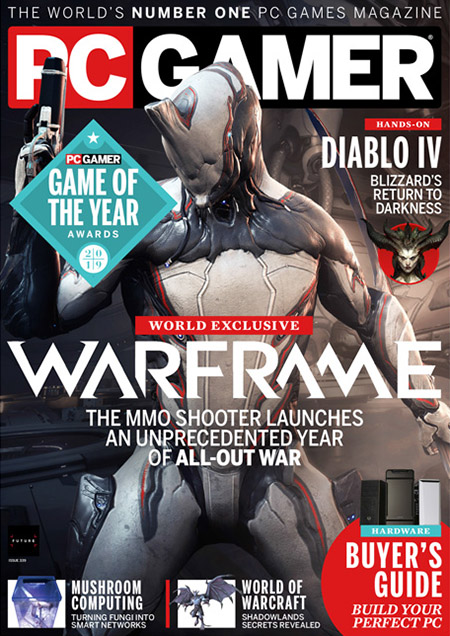 THE WORLD'S NUMBER ONE PC GAMES MAGAZINE
PC GAMER
HANDS-ON
DIABLO IV
BLIZZARD'S
RETURN TO
DARKNESS
PC GAMER
GAME OF
THE YEAR
AWARDS
2019
WORLD EXCLUSIVE
WARFRAME
THE MMO SHOOTER LAUNCHES
AN UNPRECEDENTED YEAR
OF ALL-OUT WAR
FUTURE
HARDWARE
BUYER'S
GUIDE
BUILD YOUR
PERFECT PC
MUSHROOM
COMPUTING
TURNING FUNGI INTO
SMART NETWORKS
WORLD OF
WARCRAFT
SHADOWLANDS
SECRETS REVEALED